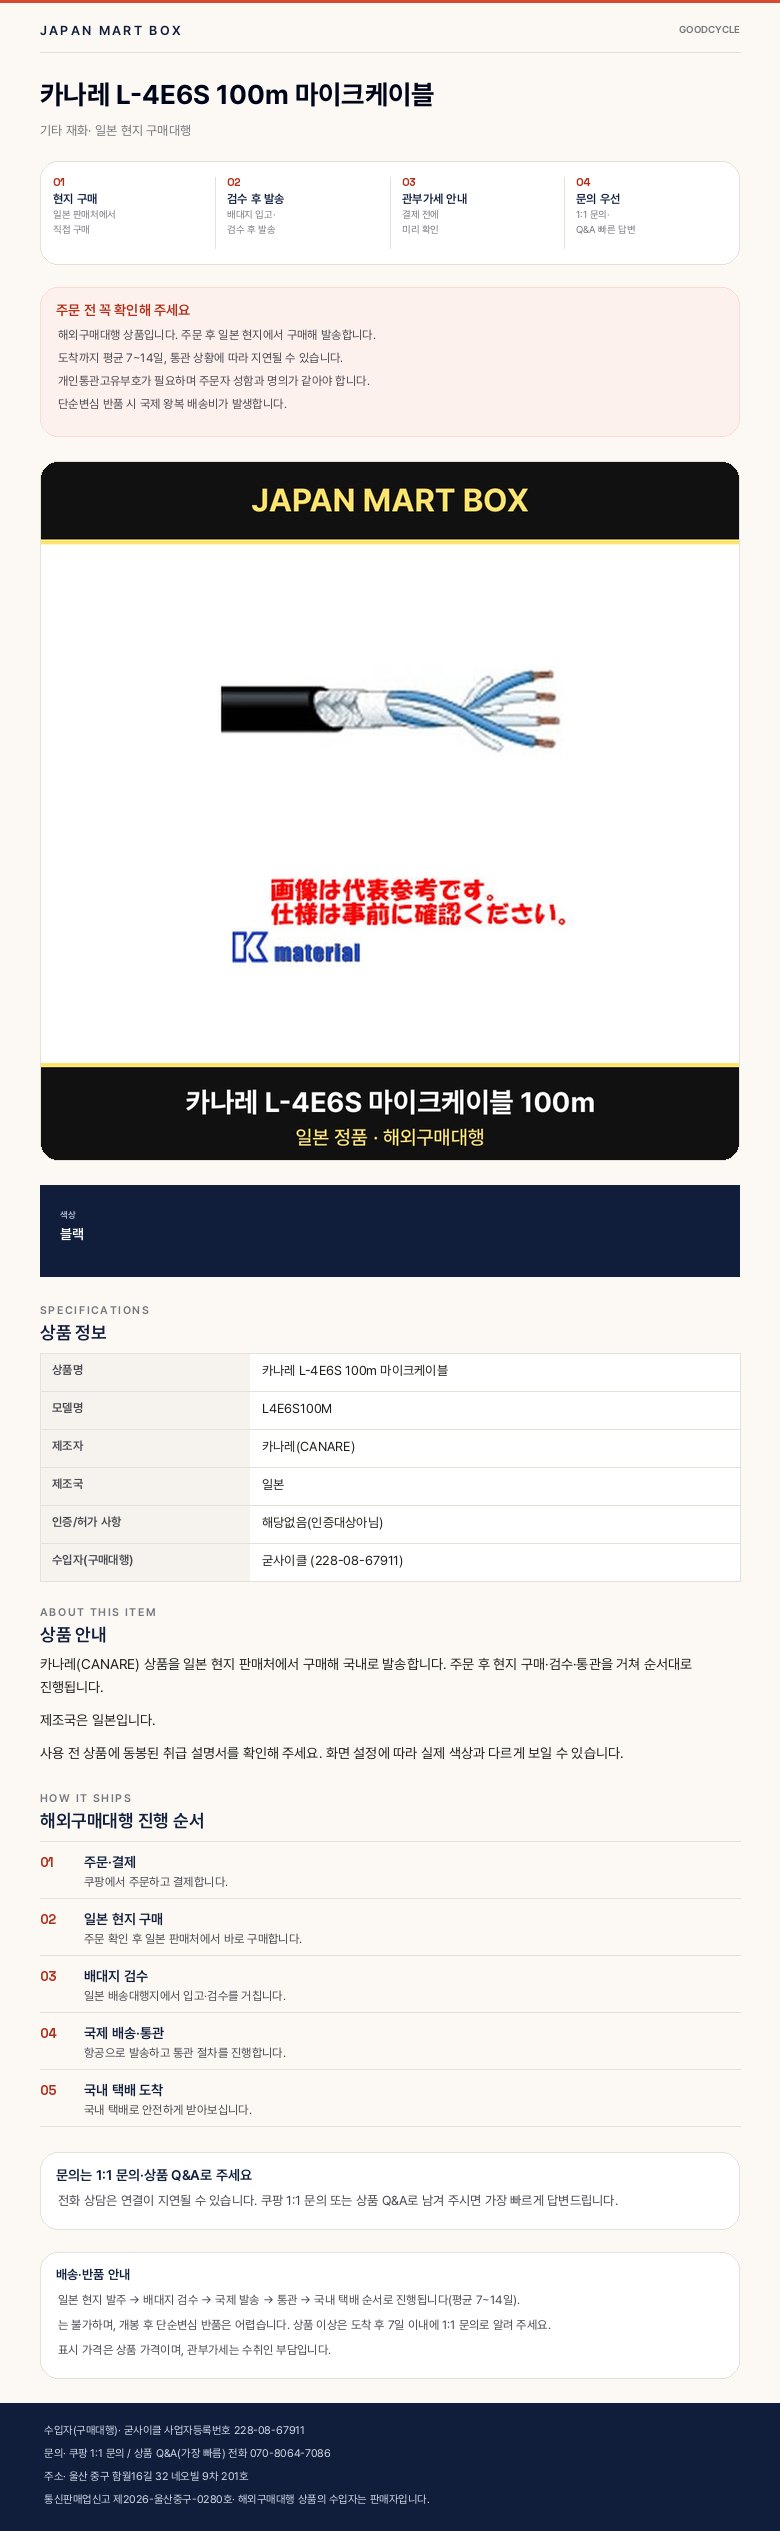 JAPAN MART BOX
GOODCYCLE
카나레 L-4E6S 100m 마이크케이블
기타 재화· 일본 현지 구매대행
01
현지 구매
일본 판매처에서
직접 구매
02
검수 후 발송
배대지 입고·
검수 후 발송
03
관부가세 안내
결제 전에
미리 확인
04
문의 우선
1:1 문의·
Q&A 빠른 답변
주문 전 꼭 확인해 주세요
해외구매대행 상품입니다. 주문 후 일본 현지에서 구매해 발송합니다.
도착까지 평균 7~14일, 통관 상황에 따라 지연될 수 있습니다.
개인통관고유부호가 필요하며 주문자 성함과 명의가 같아야 합니다.
단순변심 반품 시 국제 왕복 배송비가 발생합니다.
JAPAN MART BOX
画像は代表参考です。
仕様は事前に確認ください。
K material
카나레 L-4E6S 마이크케이블 100m
일본 정품 · 해외구매대행
색상
블랙
SPECIFICATIONS
상품 정보
상품명 카나레 L-4E6S 100m 마이크케이블
모델명 L4E6S100M
제조자 카나레(CANARE)
제조국 일본
인증/허가 사항 해당없음(인증대상아님)
수입자(구매대행) 굳사이클 (228-08-67911)
ABOUT THIS ITEM
상품 안내
카나레(CANARE) 상품을 일본 현지 판매처에서 구매해 국내로 발송합니다. 주문 후 현지 구매·검수·통관을 거쳐 순서대로
진행됩니다.
제조국은 일본입니다.
사용 전 상품에 동봉된 취급 설명서를 확인해 주세요. 화면 설정에 따라 실제 색상과 다르게 보일 수 있습니다.
HOW IT SHIPS
해외구매대행 진행 순서
01 주문·결제
쿠팡에서 주문하고 결제합니다.
02 일본 현지 구매
주문 확인 후 일본 판매처에서 바로 구매합니다.
03 배대지 검수
일본 배송대행지에서 입고·검수를 거칩니다.
04 국제 배송·통관
항공으로 발송하고 통관 절차를 진행합니다.
05 국내 택배 도착
국내 택배로 안전하게 받아보십니다.
문의는 1:1 문의·상품 Q&A로 주세요
전화 상담은 연결이 지연될 수 있습니다. 쿠팡 1:1 문의 또는 상품 Q&A로 남겨 주시면 가장 빠르게 답변드립니다.
배송·반품 안내
일본 현지 발주 → 배대지 검수 → 국제 발송 → 통관 → 국내 택배 순서로 진행됩니다(평균 7~14일).
는 불가하며, 개봉 후 단순변심 반품은 어렵습니다. 상품 이상은 도착 후 7일 이내에 1:1 문의로 알려 주세요.
표시 가격은 상품 가격이며, 관부가세는 수취인 부담입니다.
수입자(구매대행)· 굳사이클 사업자등록번호 228-08-67911
문의· 쿠팡 1:1 문의 / 상품 Q&A(가장 빠름) 전화 070-8064-7086
주소· 울산 중구 함월16길 32 네오빌 9차 201호
통신판매업신고 제2026-울산중구-0280호· 해외구매대행 상품의 수입자는 판매자입니다.